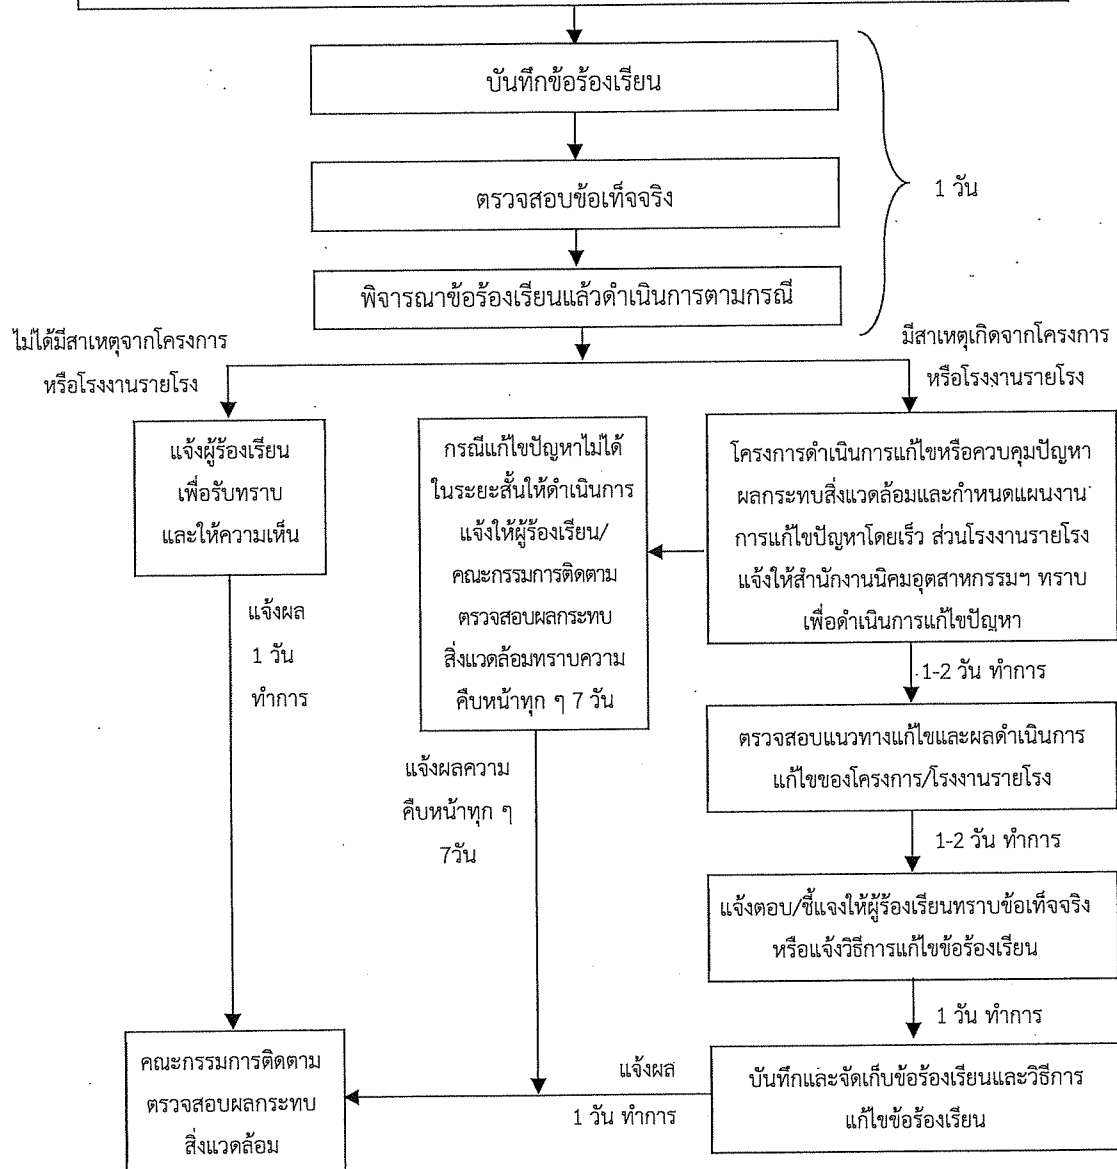 บันทึกข้อร้องเรียน
ตรวจสอบข้อเท็จจริง
1 วัน
พิจารณาข้อร้องเรียนแล้วดำเนินการตามกรณี
ไม่ได้มีสาเหตุจากโครงการ
หรือโรงงานรายโรง
มีสาเหตุเกิดจากโครงการ
หรือโรงงานรายโรง
แจ้งผู้ร้องเรียน
เพื่อรับทราบ
และให้ความเห็น
กรณีแก้ไขปัญหาไม่ได้
ในระยะสั้นให้ดำเนินการ
แจ้งให้ผู้ร้องเรียน/
คณะกรรมการติดตาม
ตรวจสอบผลกระทบ
สิ่งแวดล้อมทราบความ
คืบหน้าทุก ๆ 7 วัน
โครงการดำเนินการแก้ไขหรือควบคุมปัญหา
ผลกระทบสิ่งแวดล้อมและกำหนดแผนงาน
การแก้ไขปัญหาโดยเร็ว ส่วนโรงงานรายโรง
แจ้งให้สำนักงานนิคมอุตสาหกรรมฯ ทราบ
เพื่อดำเนินการแก้ไขปัญหา
แจ้งผล
1 วัน
ทำการ
1-2 วัน ทำการ
ตรวจสอบแนวทางแก้ไขและผลดำเนินการ
แก้ไขของโครงการ/โรงงานรายโรง
แจ้งผลความ
คืบหน้าทุก ๆ
7วัน
1-2 วัน ทำการ
แจ้งตอบ/ชี้แจงให้ผู้ร้องเรียนทราบข้อเท็จจริง
หรือแจ้งวิธีการแก้ไขข้อร้องเรียน
1 วัน ทำการ
คณะกรรมการติดตาม
ตรวจสอบผลกระทบ
สิ่งแวดล้อม
แจ้งผล
1 วัน ทำการ
บันทึกและจัดเก็บข้อร้องเรียนและวิธีการ
แก้ไขข้อร้องเรียน